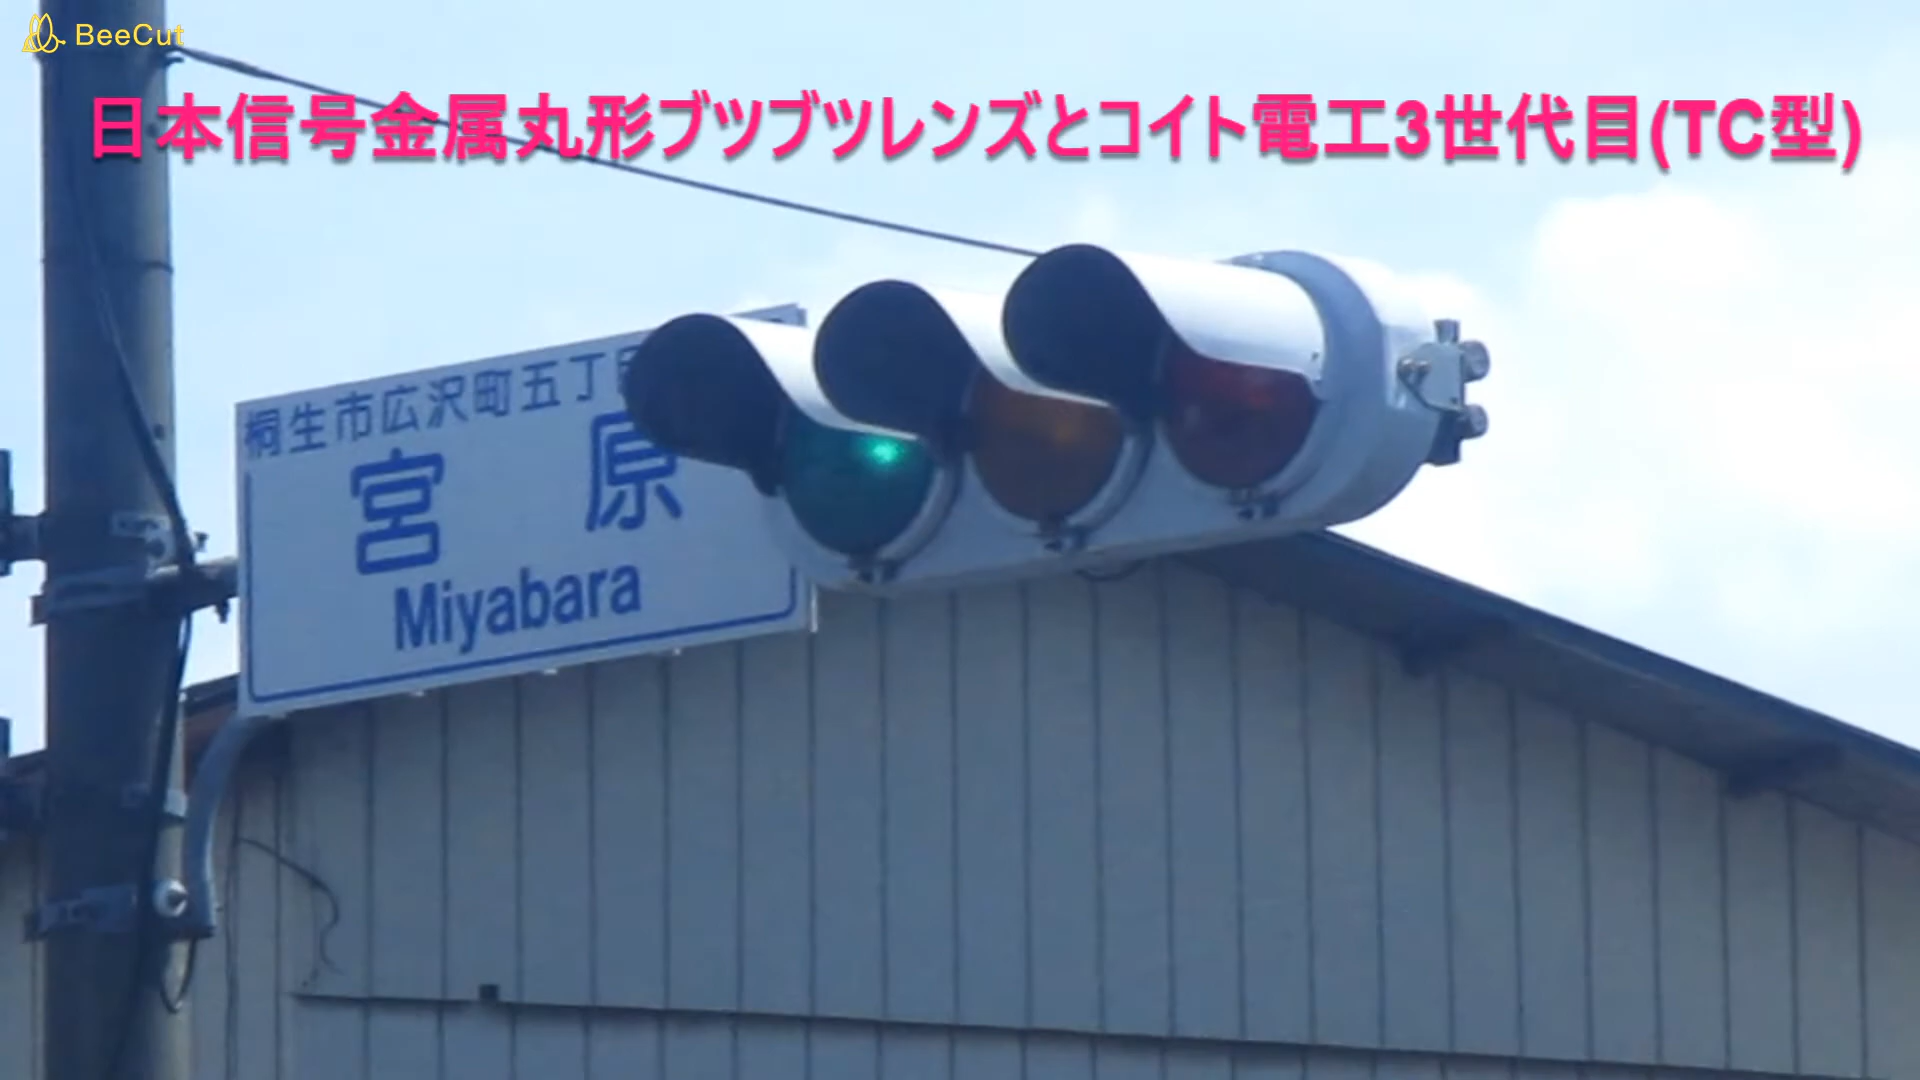 BeeCut
日本信号金属丸形ブツブツレンズとコイト電工3世代目(TC型)
桐生市広沢町五丁目
宮原
Miyabara